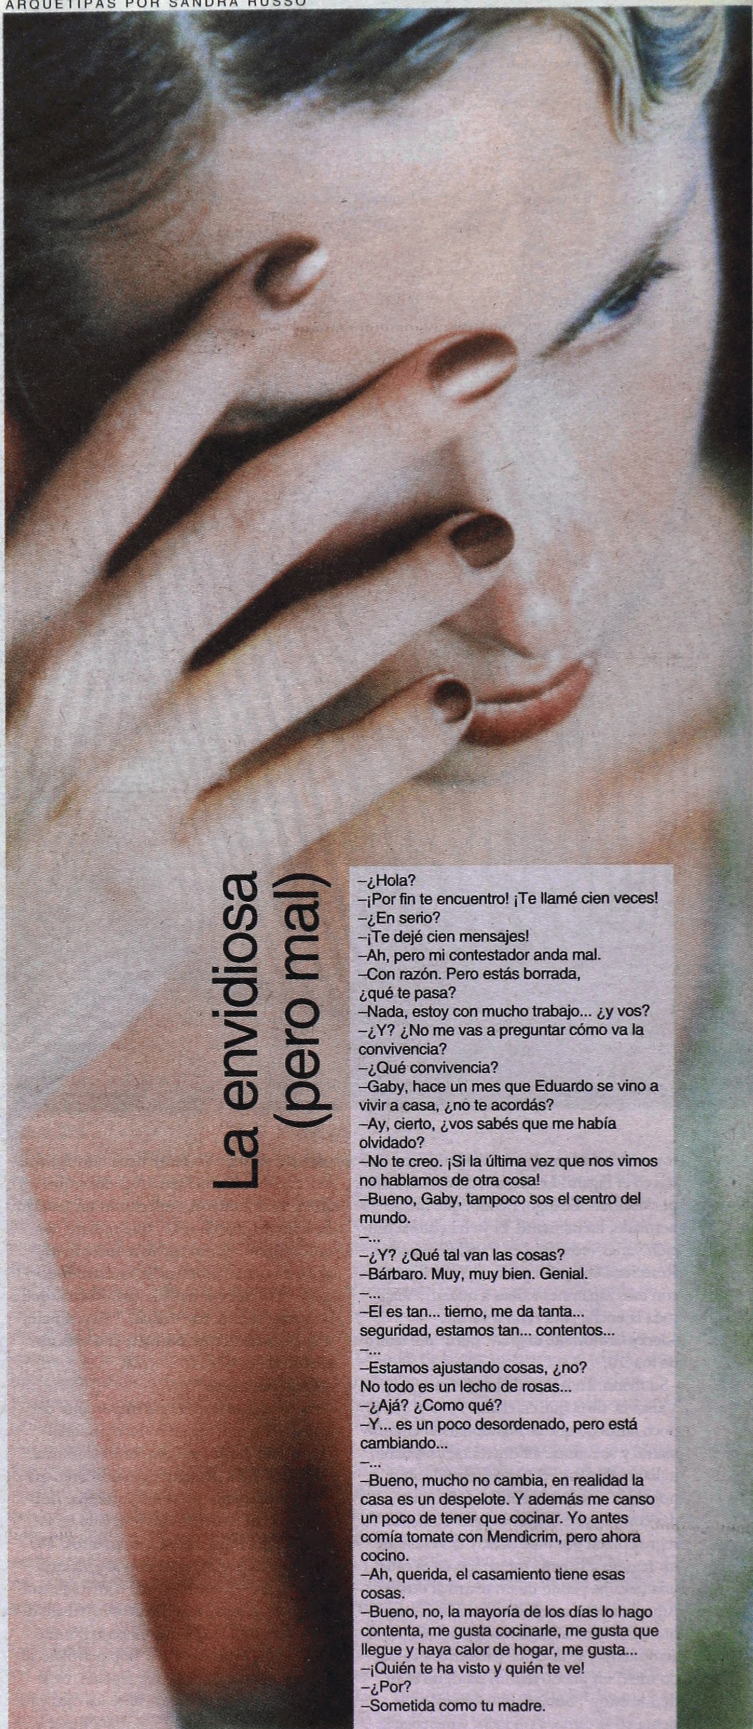 ARQUETIPAS POR SANDRA RUSSO
La envidiosa
(pero mal)
–¿Hola?
–¡Por fin te encuentro! ¡Te llamé cien veces!
–¿En serio?
–¡Te dejé cien mensajes!
–Ah, pero mi contestador anda mal.
–Con razón. Pero estás borrada,
¿qué te pasa?
–Nada, estoy con mucho trabajo... ¿y vos?
–¿Y? ¿No me vas a preguntar cómo va la
convivencia?
–¿Qué convivencia?
–Gaby, hace un mes que Eduardo se vino a
vivir a casa, ¿no te acordás?
–Ay, cierto, ¿vos sabés que me había
olvidado?
–No te creo. ¡Si la última vez que nos vimos
no hablamos de otra cosa!
–Bueno, Gaby, tampoco sos el centro del
mundo.
–...
–¿Y? ¿Qué tal van las cosas?
–Bárbaro. Muy, muy bien. Genial.
–...
–El es tan... tierno, me da tanta...
seguridad, estamos tan... contentos...
–...
–Estamos ajustando cosas, ¿no?
No todo es un lecho de rosas...
–¿Ajá? ¿Como qué?
–Y... es un poco desordenado, pero está
cambiando...
–...
–Bueno, mucho no cambia, en realidad la
casa es un despelote. Y además me canso
un poco de tener que cocinar. Yo antes
comía tomate con Mendicrim, pero ahora
cocino.
–Ah, querida, el casamiento tiene esas
cosas.
–Bueno, no, la mayoría de los días lo hago
contenta, me gusta cocinarle, me gusta que
llegue y haya calor de hogar, me gusta...
–¡Quién te ha visto y quién te ve!
–¿Por?
–Sometida como tu madre.